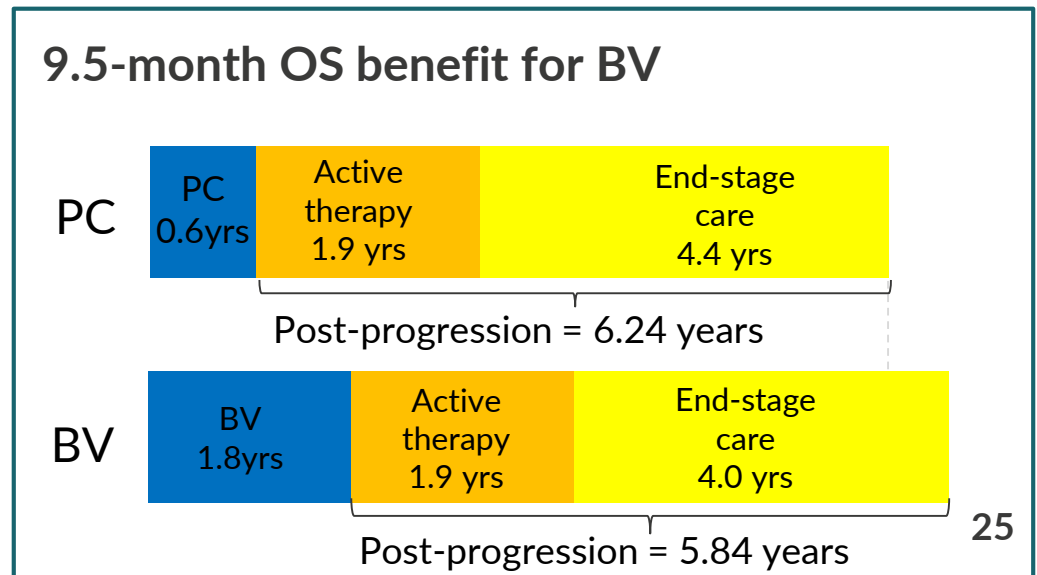 9.5-month OS benefit for BV
PC
PC
0.6yrs
Active
therapy
1.9 yrs
End-stage
care
4.4 yrs
Post-progression = 6.24 years
BV
BV
1.8yrs
Active
therapy
1.9 yrs
End-stage
care
4.0 yrs
25
Post-progression = 5.84 years